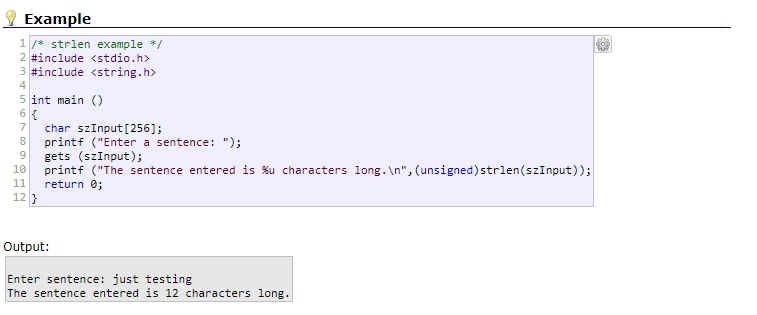 Example
1 /* strlen example */
2 #include <stdio.h>
3 #include <string.h>
4
5 int main ()
6 {
7   char szInput[256];
8   printf ("Enter a sentence: ");
9   gets (szInput);
10   printf ("The sentence entered is %u characters long.\n",(unsigned)strlen(szInput));
11   return 0;
12 }
Output:
Enter sentence: just testing
The sentence entered is 12 characters long.